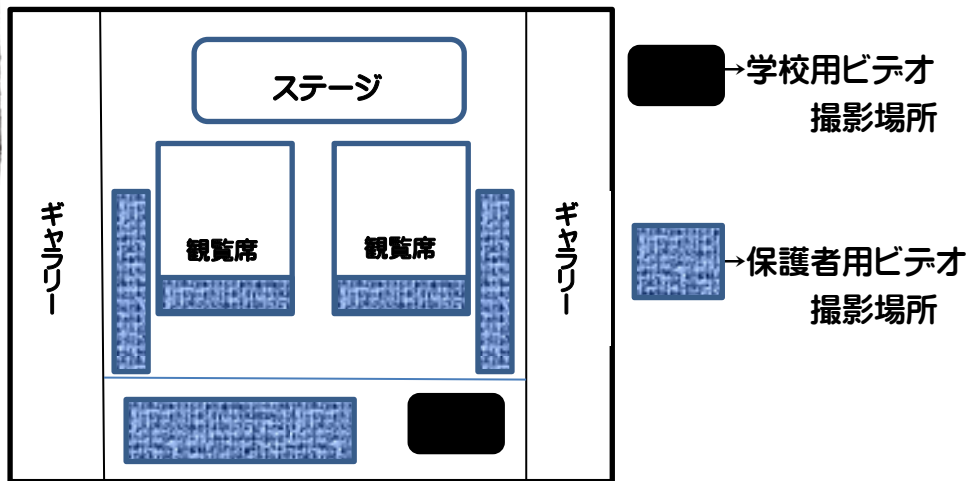 ステージ
観覧席
観覧席
ギャラリー
ギャラリー
→学校用ビデオ
撮影場所
→保護者用ビデオ
撮影場所